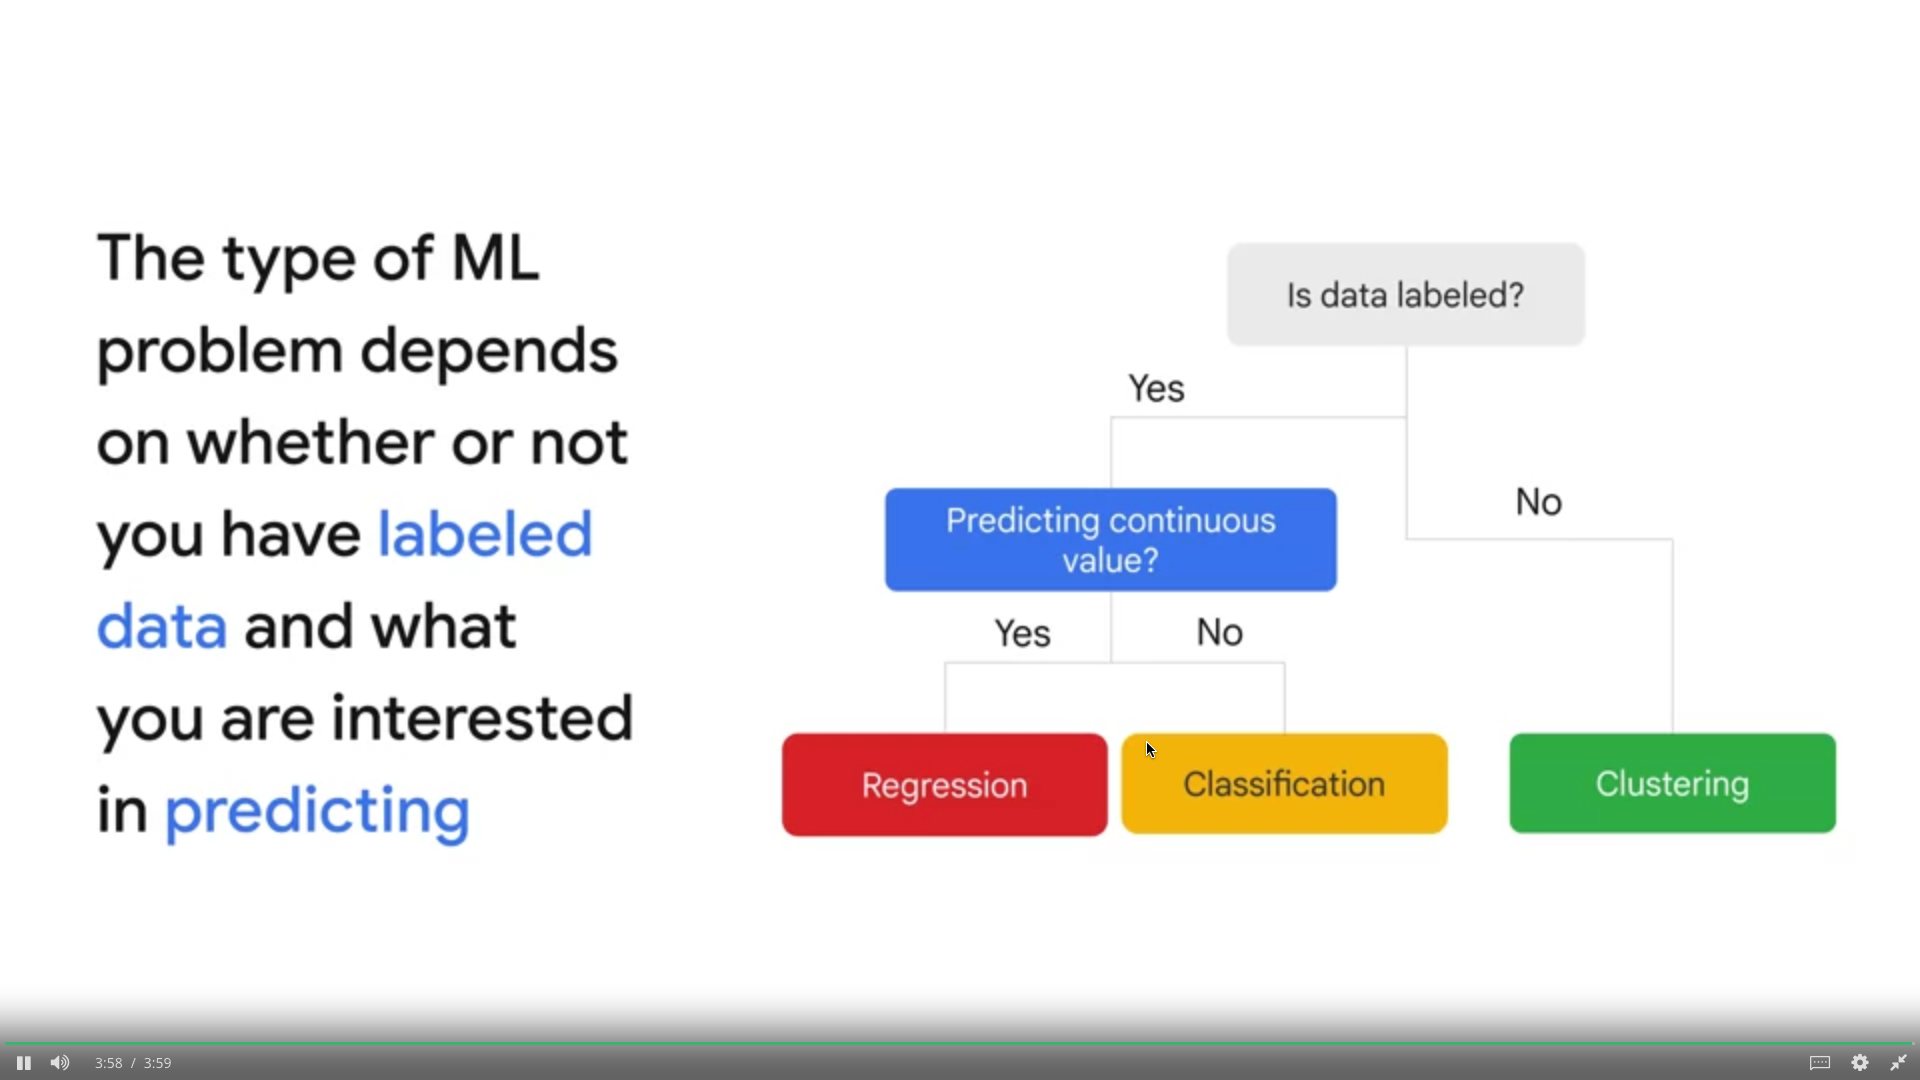 The type of ML
problem depends
on whether or not
you have labeled
data and what
you are interested
in predicting
Is data labeled?
Yes
No
Predicting continuous
value?
Yes
No
Regression
Classification
Clustering
3:58 / 3:59